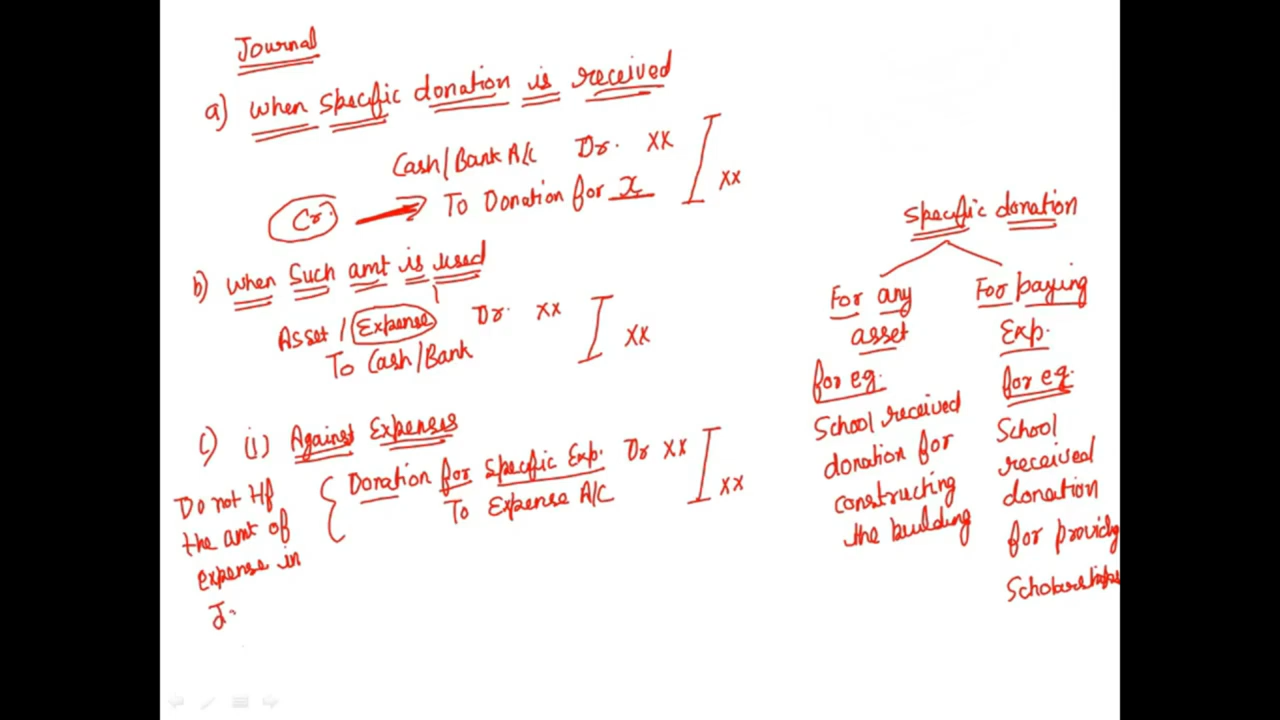 Journal
a) When specific donation is received
Cash/Bank A/c Dr. xx
Cr. To Donation for x xx
b) When Such amt is used
Asset / Expense Dr. xx
To Cash/Bank xx
c) (i) Against Expenses
Donation for specific Exp. Dr xx
To Expense A/C xx
Do not Hf
the amt of
expense in
I
Specific donation
For any
asset
for eg.
School received
donation for
constructing
the building
For paying
Exp.
for eg.
School
received
donation
for providing
Scholarships